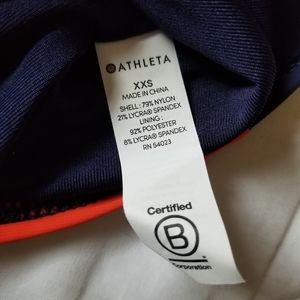 ATHLETA
XXS
MADE IN CHINA
SHELL : 79% NYLON
21% LYCRA® SPANDEX
LINING :
92% POLYESTER
8% LYCRA® SPANDEX
RN 54023
Certified
B
Corporation